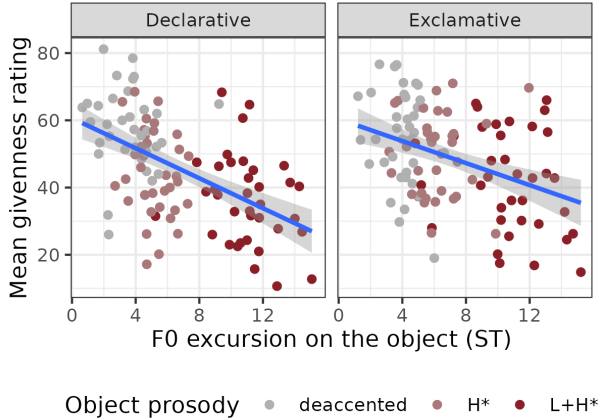 Declarative Exclamative
Mean givenness rating
80
60
40
20
0 4 8 12 0 4 8 12
F0 excursion on the object (ST)
Object prosody deaccented H* L+H*